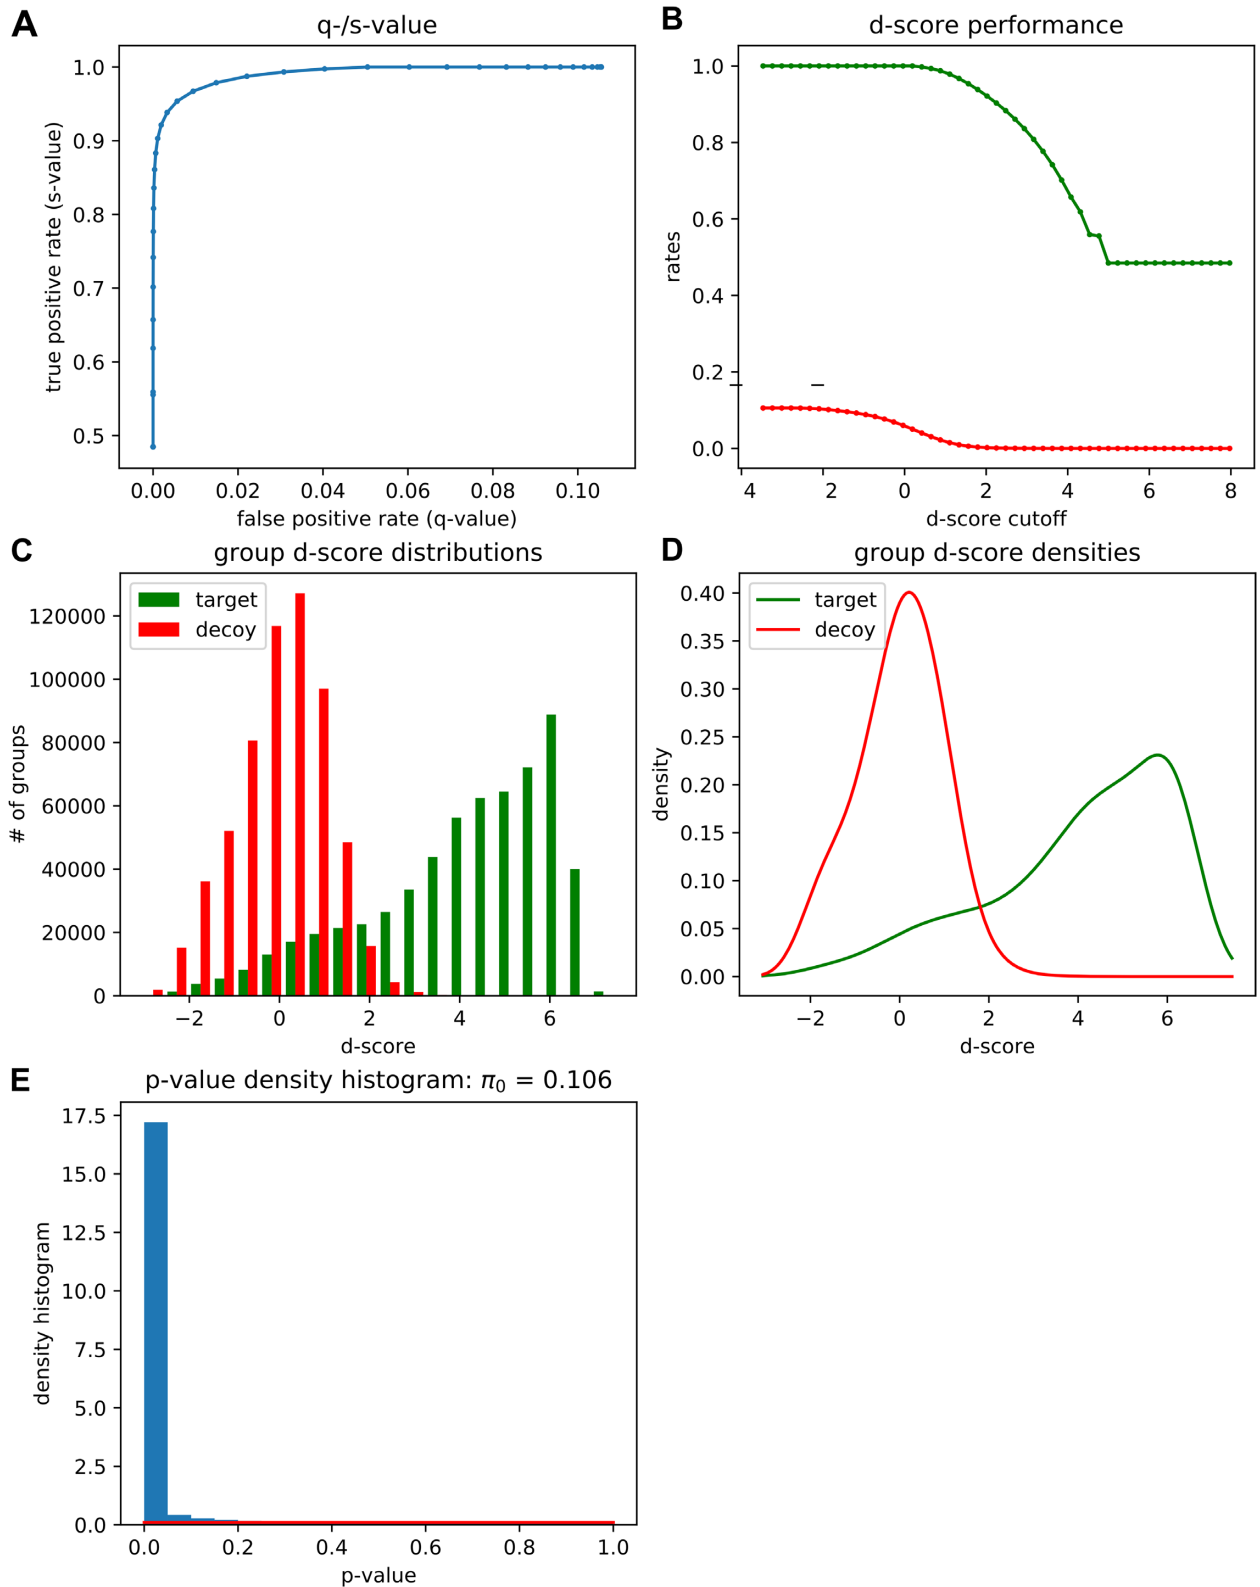 A
q-/s-value
true positive rate (s-value)
1.0
0.9
0.8
0.7
0.6
0.5
0.00 0.02 0.04 0.06 0.08 0.10
false positive rate (q-value)
B
d-score performance
rates
1.0
0.8
0.6
0.4
0.2
0.0
— —
4 2 0 2 4 6 8
d-score cutoff
C
group d-score distributions
target
decoy
# of groups
120000
100000
80000
60000
40000
20000
0
−2 0 2 4 6
d-score
D
group d-score densities
target
decoy
density
0.40
0.35
0.30
0.25
0.20
0.15
0.10
0.05
0.00
−2 0 2 4 6
d-score
E
p-value density histogram: π₀ = 0.106
density histogram
17.5
15.0
12.5
10.0
7.5
5.0
2.5
0.0
0.0 0.2 0.4 0.6 0.8 1.0
p-value